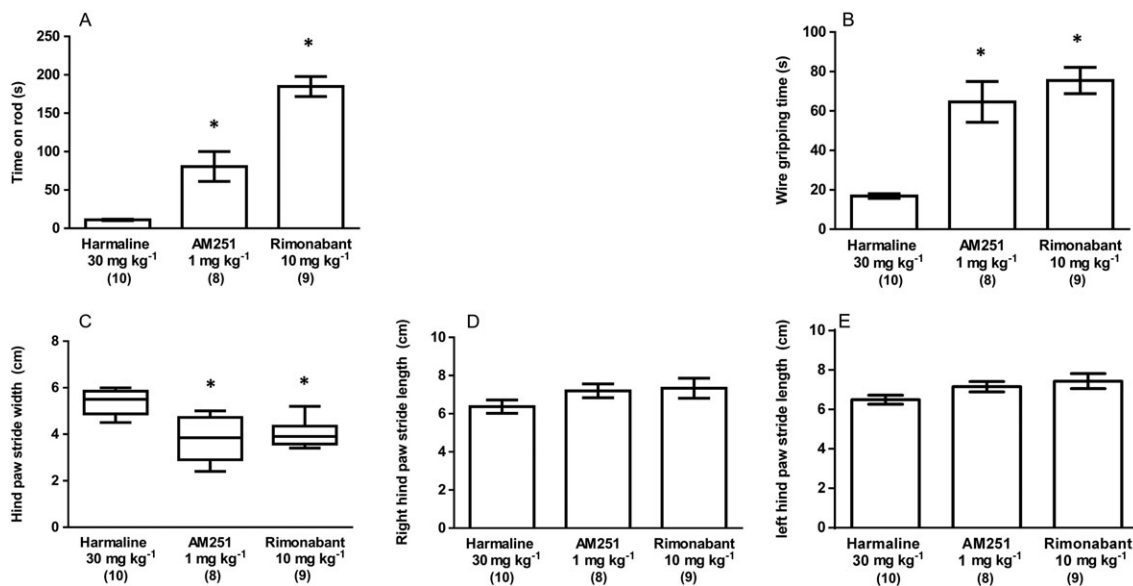 A
Time on rod (s)
250
200
150
100
50
0
*
*
Harmaline AM251 Rimonabant
30 mg kg⁻¹ 1 mg kg⁻¹ 10 mg kg⁻¹
(10) (8) (9)
B
Wire gripping time (s)
100
80
60
40
20
0
*
*
Harmaline AM251 Rimonabant
30 mg kg⁻¹ 1 mg kg⁻¹ 10 mg kg⁻¹
(10) (8) (9)
C
Hind paw stride width (cm)
8
6
4
2
0
*
*
Harmaline AM251 Rimonabant
30 mg kg⁻¹ 1 mg kg⁻¹ 10 mg kg⁻¹
(10) (8) (9)
D
Right hind paw stride length (cm)
10
8
6
4
2
0
Harmaline AM251 Rimonabant
30 mg kg⁻¹ 1 mg kg⁻¹ 10 mg kg⁻¹
(10) (8) (9)
E
left hind paw stride length (cm)
10
8
6
4
2
0
Harmaline AM251 Rimonabant
30 mg kg⁻¹ 1 mg kg⁻¹ 10 mg kg⁻¹
(10) (8) (9)